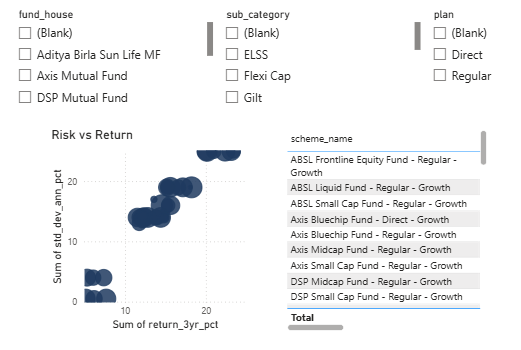 fund_house
(Blank)
Aditya Birla Sun Life MF
Axis Mutual Fund
DSP Mutual Fund
sub_category
(Blank)
ELSS
Flexi Cap
Gilt
plan
(Blank)
Direct
Regular
Risk vs Return
Sum of std_dev_ann_pct
20
10
0
10
20
Sum of return_3yr_pct
scheme_name
ABSL Frontline Equity Fund - Regular -
Growth
ABSL Liquid Fund - Regular - Growth
ABSL Small Cap Fund - Regular - Growth
Axis Bluechip Fund - Direct - Growth
Axis Bluechip Fund - Regular - Growth
Axis Midcap Fund - Regular - Growth
Axis Small Cap Fund - Regular - Growth
DSP Midcap Fund - Regular - Growth
DSP Small Cap Fund - Regular - Growth
Total